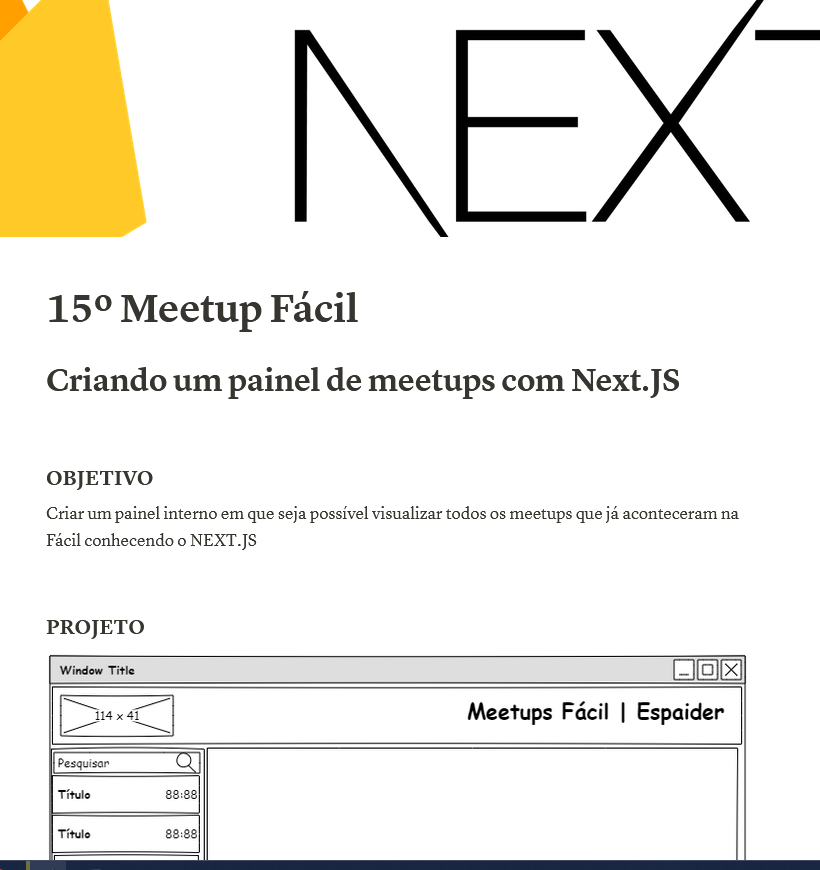 NEXT
15º Meetup Fácil
Criando um painel de meetups com Next.JS
OBJETIVO
Criar um painel interno em que seja possível visualizar todos os meetups que já aconteceram na
Fácil conhecendo o NEXT.JS
PROJETO
Window Title
114 x 41
Meetups Fácil | Espaider
Pesquisar
Título 88:88
Título 88:88